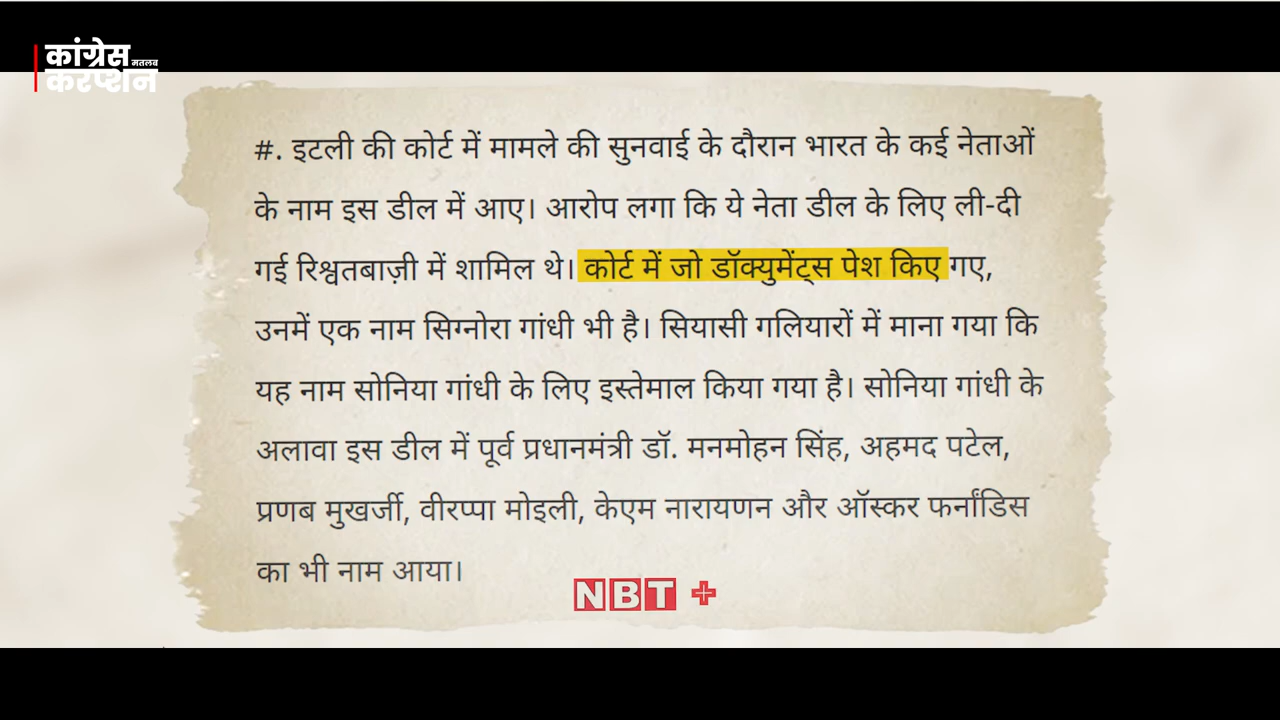 कांग्रेस
मतलब
करप्शन
#. इटली की कोर्ट में मामले की सुनवाई के दौरान भारत के कई नेताओं
के नाम इस डील में आए। आरोप लगा कि ये नेता डील के लिए ली-दी
गई रिश्वतबाज़ी में शामिल थे। कोर्ट में जो डॉक्युमेंट्स पेश किए गए,
उनमें एक नाम सिग्नोरा गांधी भी है। सियासी गलियारों में माना गया कि
यह नाम सोनिया गांधी के लिए इस्तेमाल किया गया है। सोनिया गांधी के
अलावा इस डील में पूर्व प्रधानमंत्री डॉ. मनमोहन सिंह, अहमद पटेल,
प्रणब मुखर्जी, वीरप्पा मोइली, केएम नारायणन और ऑस्कर फर्नांडिस
का भी नाम आया।
NBT +